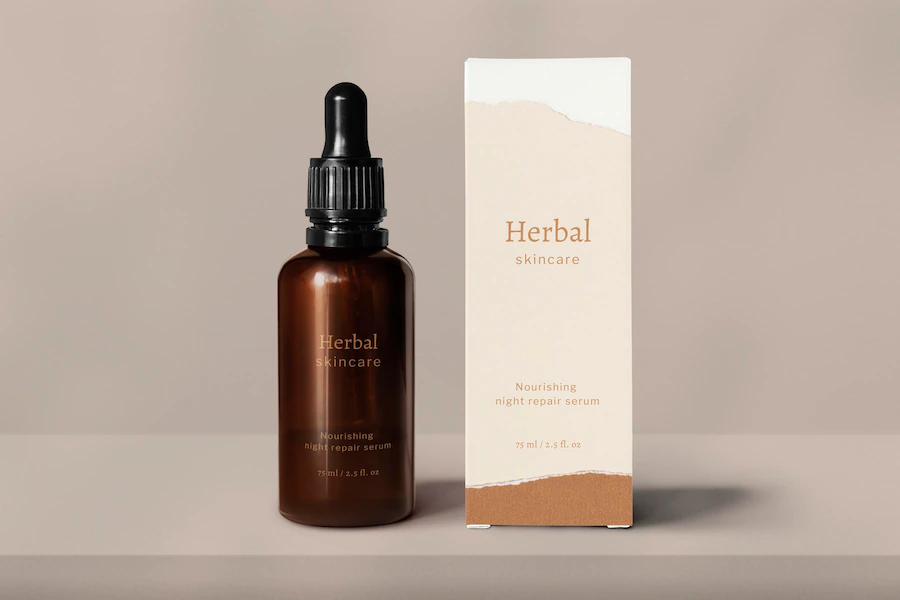 Herbal
skincare
Nourishing
night repair serum
75 ml / 2.5 fl. oz
Herbal
skincare
Nourishing
night repair serum
75 ml / 2.5 fl. oz